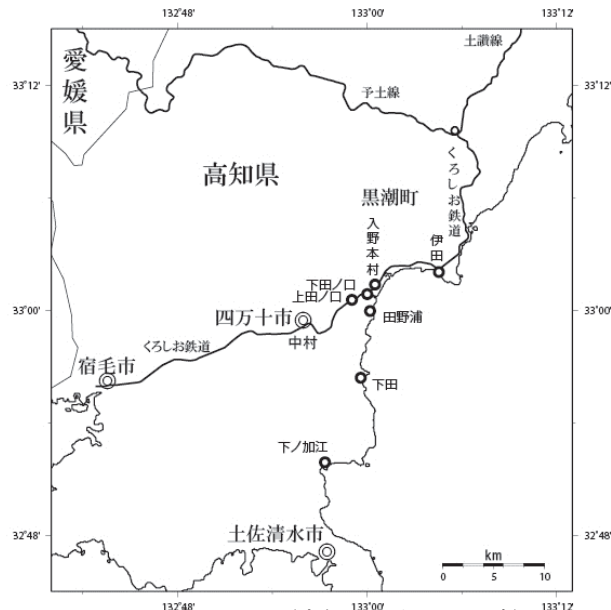 132°48' 133°00' 133°12'
土讃線
愛媛県
33°12' 33°12'
予土線
くろしお鉄道
高知県
黒潮町
入野本村
伊田
下田ノ口
上田ノ口
33°00' 33°00'
四万十市
田野浦
中村
くろしお鉄道
宿毛市
下田
下ノ加江
32°48' 32°48'
土佐清水市
km
0 5 10
132°48' 133°00' 133°12'